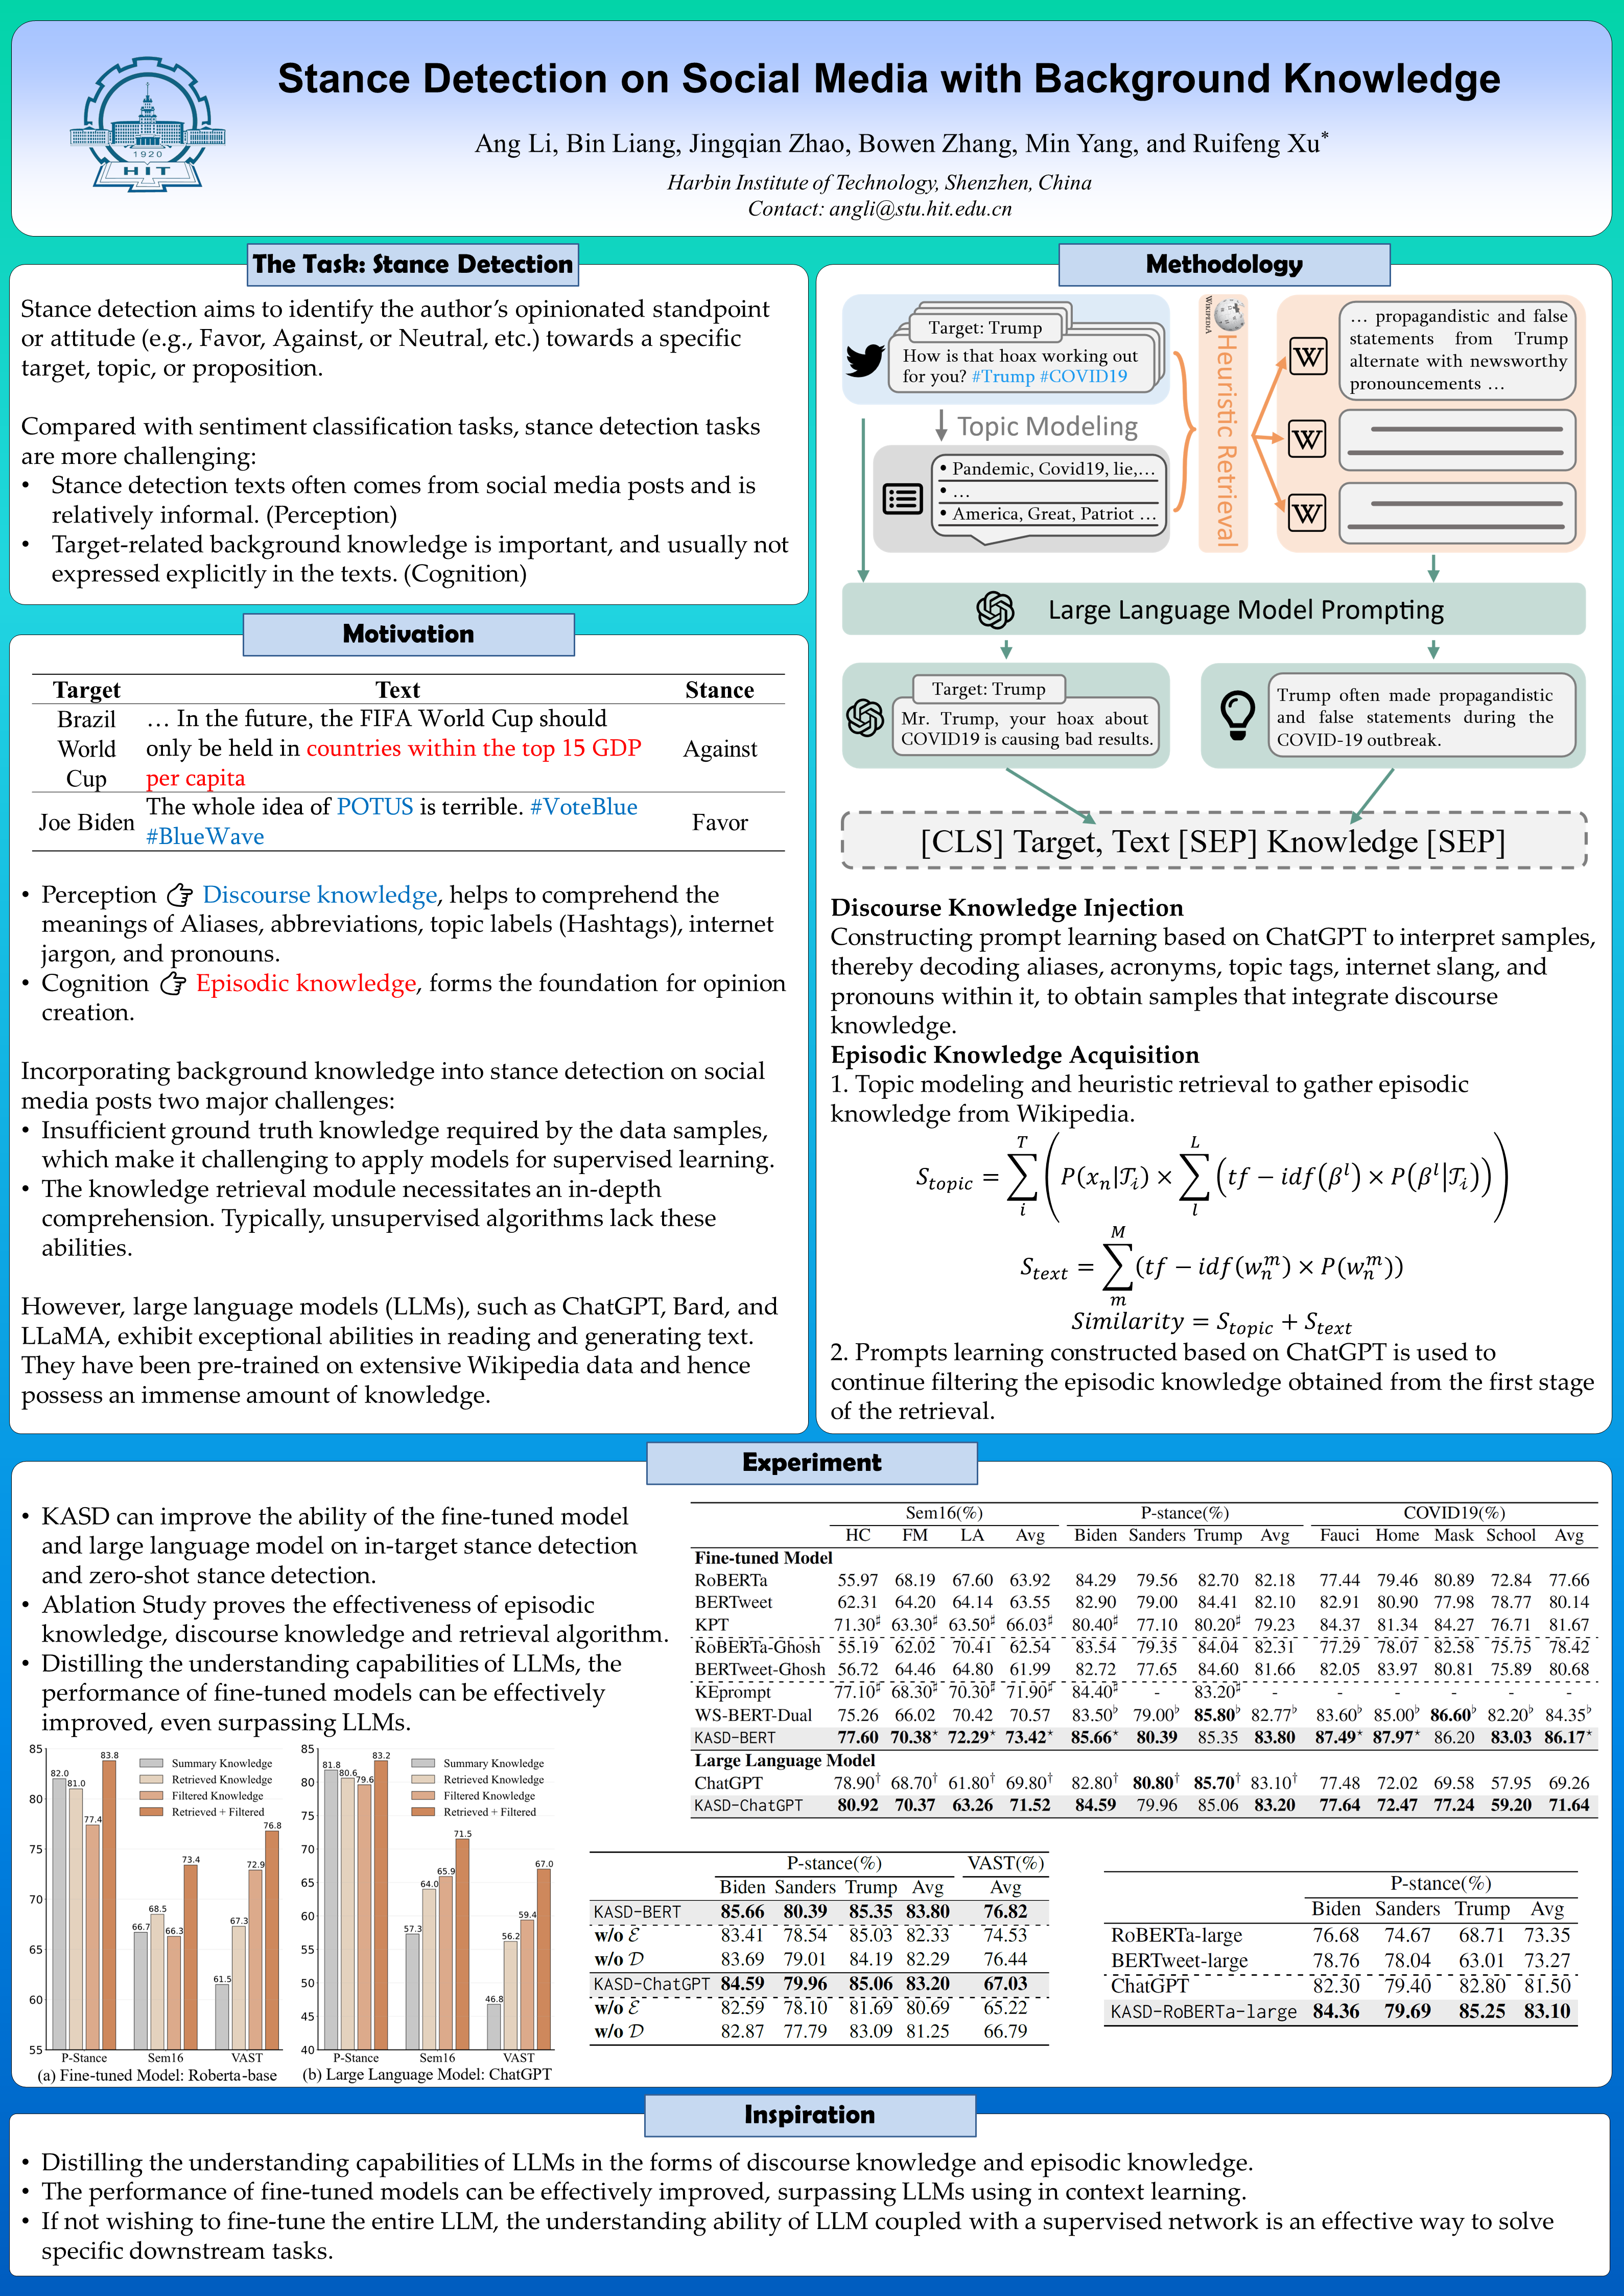 Stance Detection on Social Media with Background Knowledge
Ang Li, Bin Liang, Jingqian Zhao, Bowen Zhang, Min Yang, and Ruifeng Xu*
Harbin Institute of Technology, Shenzhen, China
Contact: angli@stu.hit.edu.cn
1920
HIT
The Task: Stance Detection
Stance detection aims to identify the author's opinionated standpoint
or attitude (e.g., Favor, Against, or Neutral, etc.) towards a specific
target, topic, or proposition.
Compared with sentiment classification tasks, stance detection tasks
are more challenging:
• Stance detection texts often comes from social media posts and is
relatively informal. (Perception)
• Target-related background knowledge is important, and usually not
expressed explicitly in the texts. (Cognition)
Motivation
Target Text Stance
Brazil World Cup … In the future, the FIFA World Cup should
only be held in countries within the top 15 GDP
per capita Against
Joe Biden The whole idea of POTUS is terrible. #VoteBlue
#BlueWave Favor
• Perception 👉 Discourse knowledge, helps to comprehend the
meanings of Aliases, abbreviations, topic labels (Hashtags), internet
jargon, and pronouns.
• Cognition 👉 Episodic knowledge, forms the foundation for opinion
creation.
Incorporating background knowledge into stance detection on social
media posts two major challenges:
• Insufficient ground truth knowledge required by the data samples,
which make it challenging to apply models for supervised learning.
• The knowledge retrieval module necessitates an in-depth
comprehension. Typically, unsupervised algorithms lack these
abilities.
However, large language models (LLMs), such as ChatGPT, Bard, and
LLaMA, exhibit exceptional abilities in reading and generating text.
They have been pre-trained on extensive Wikipedia data and hence
possess an immense amount of knowledge.
Methodology
Target: Trump
How is that hoax working out
for you? #Trump #COVID19
Topic Modeling
• Pandemic, Covid19, lie,…
• …
• America, Great, Patriot …
WIKIPEDIA
Heuristic Retrieval
W
… propagandistic and false
statements from Trump
alternate with newsworthy
pronouncements …
W
W
Large Language Model Prompting
Target: Trump
Mr. Trump, your hoax about
COVID19 is causing bad results.
Trump often made propagandistic
and false statements during the
COVID-19 outbreak.
[CLS] Target, Text [SEP] Knowledge [SEP]
Discourse Knowledge Injection
Constructing prompt learning based on ChatGPT to interpret samples,
thereby decoding aliases, acronyms, topic tags, internet slang, and
pronouns within it, to obtain samples that integrate discourse
knowledge.
Episodic Knowledge Acquisition
1. Topic modeling and heuristic retrieval to gather episodic
knowledge from Wikipedia.
S_topic = ∑_i^T (P(x_n|𝒯_i) × ∑_l^L (tf − idf(β^l) × P(β^l|𝒯_i)))
S_text = ∑_m^M (tf − idf(w_n^m) × P(w_n^m))
Similarity = S_topic + S_text
2. Prompts learning constructed based on ChatGPT is used to
continue filtering the episodic knowledge obtained from the first stage
of the retrieval.
Experiment
• KASD can improve the ability of the fine-tuned model
and large language model on in-target stance detection
and zero-shot stance detection.
• Ablation Study proves the effectiveness of episodic
knowledge, discourse knowledge and retrieval algorithm.
• Distilling the understanding capabilities of LLMs, the
performance of fine-tuned models can be effectively
improved, even surpassing LLMs.
Summary Knowledge
Retrieved Knowledge
Filtered Knowledge
Retrieved + Filtered
85
80
75
70
65
60
55
82.0 81.0 77.4 83.8
66.7 68.5 66.3 73.4
61.5 67.3 72.9 76.8
P-Stance Sem16 VAST
(a) Fine-tuned Model: Roberta-base
Summary Knowledge
Retrieved Knowledge
Filtered Knowledge
Retrieved + Filtered
85
80
75
70
65
60
55
50
45
40
81.8 80.6 79.6 83.2
57.3 64.0 65.9 71.5
46.8 56.2 59.4 67.0
P-Stance Sem16 VAST
(b) Large Language Model: ChatGPT
Sem16(%) P-stance(%) COVID19(%)
HC FM LA Avg Biden Sanders Trump Avg Fauci Home Mask School Avg
Fine-tuned Model
RoBERTa 55.97 68.19 67.60 63.92 84.29 79.56 82.70 82.18 77.44 79.46 80.89 72.84 77.66
BERTweet 62.31 64.20 64.14 63.55 82.90 79.00 84.41 82.10 82.91 80.90 77.98 78.77 80.14
KPT 71.30♯ 63.30♯ 63.50♯ 66.03♯ 80.40♯ 77.10 80.20♯ 79.23 84.37 81.34 84.27 76.71 81.67
RoBERTa-Ghosh 55.19 62.02 70.41 62.54 83.54 79.35 84.04 82.31 77.29 78.07 82.58 75.75 78.42
BERTweet-Ghosh 56.72 64.46 64.80 61.99 82.72 77.65 84.60 81.66 82.05 83.97 80.81 75.89 80.68
KEprompt 77.10♯ 68.30♯ 70.30♯ 71.90♯ 84.40♯ - 83.20♯ - - - - - -
WS-BERT-Dual 75.26 66.02 70.42 70.57 83.50♭ 79.00♭ 85.80♭ 82.77♭ 83.60♭ 85.00♭ 86.60♭ 82.20♭ 84.35♭
KASD-BERT 77.60 70.38⋆ 72.29⋆ 73.42⋆ 85.66⋆ 80.39 85.35 83.80 87.49⋆ 87.97⋆ 86.20 83.03 86.17⋆
Large Language Model
ChatGPT 78.90† 68.70† 61.80† 69.80† 82.80† 80.80† 85.70† 83.10† 77.48 72.02 69.58 57.95 69.26
KASD-ChatGPT 80.92 70.37 63.26 71.52 84.59 79.96 85.06 83.20 77.64 72.47 77.24 59.20 71.64
P-stance(%) VAST(%)
Biden Sanders Trump Avg Avg
KASD-BERT 85.66 80.39 85.35 83.80 76.82
w/o ℰ 83.41 78.54 85.03 82.33 74.53
w/o 𝒟 83.69 79.01 84.19 82.29 76.44
KASD-ChatGPT 84.59 79.96 85.06 83.20 67.03
w/o ℰ 82.59 78.10 81.69 80.69 65.22
w/o 𝒟 82.87 77.79 83.09 81.25 66.79
P-stance(%)
Biden Sanders Trump Avg
RoBERTa-large 76.68 74.67 68.71 73.35
BERTweet-large 78.76 78.04 63.01 73.27
ChatGPT 82.30 79.40 82.80 81.50
KASD-RoBERTa-large 84.36 79.69 85.25 83.10
Inspiration
• Distilling the understanding capabilities of LLMs in the forms of discourse knowledge and episodic knowledge.
• The performance of fine-tuned models can be effectively improved, surpassing LLMs using in context learning.
• If not wishing to fine-tune the entire LLM, the understanding ability of LLM coupled with a supervised network is an effective way to solve
specific downstream tasks.